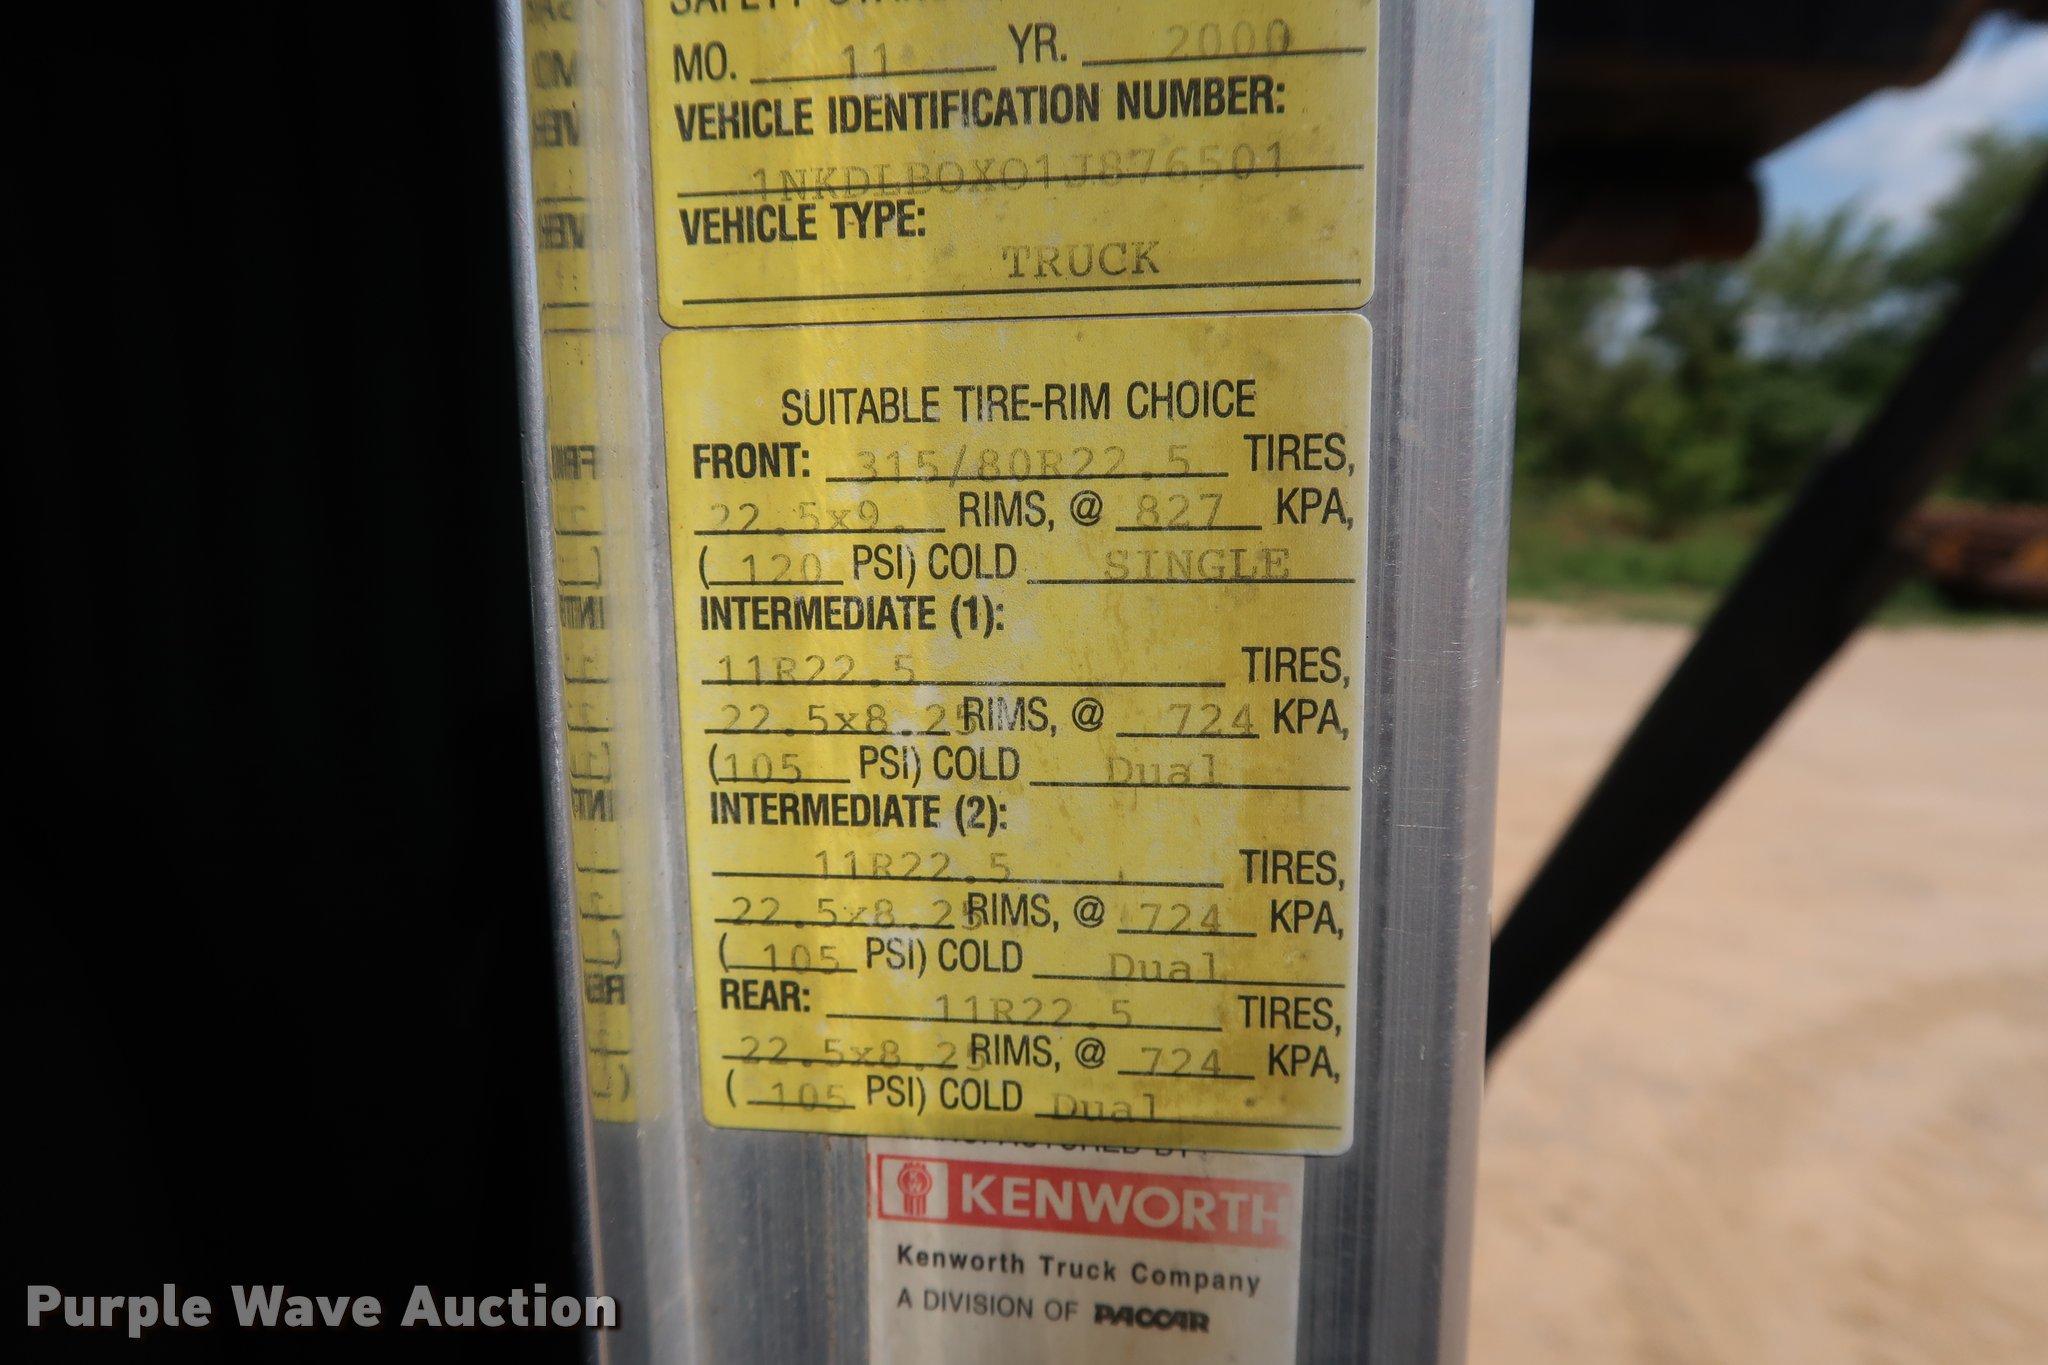 MO. 11 YR. 2000
VEHICLE IDENTIFICATION NUMBER:
1NKDLBOXO1J876501
VEHICLE TYPE:
TRUCK
SUITABLE TIRE-RIM CHOICE
FRONT: 315/80R22.5 TIRES,
22.5x9. RIMS, @ 827 KPA,
( 120 PSI) COLD SINGLE
INTERMEDIATE (1):
11R22.5 TIRES,
22.5x8.25 RIMS, @ 724 KPA,
(105 PSI) COLD Dual
INTERMEDIATE (2):
11R22.5 TIRES,
22.5x8.25 RIMS, @ 724 KPA,
( 105 PSI) COLD Dual
REAR: 11R22.5 TIRES,
22.5x8.25 RIMS, @ 724 KPA,
( 105 PSI) COLD Dual
KENWORTH
Kenworth Truck Company
A DIVISION OF PACCAR
Purple Wave Auction